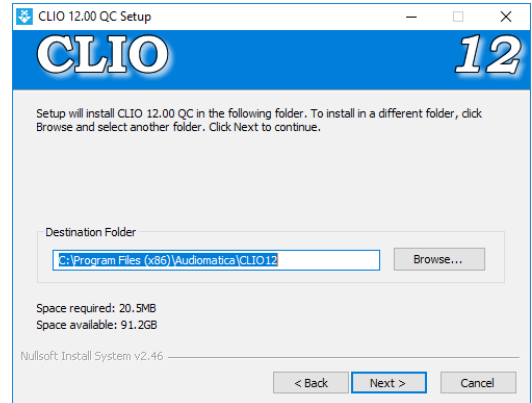 CLIO 12.00 QC Setup
CLIO 12
Setup will install CLIO 12.00 QC in the following folder. To install in a different folder, click
Browse and select another folder. Click Next to continue.
Destination Folder
C:\Program Files (x86)\Audiomatica\CLIO12
Browse...
Space required: 20.5MB
Space available: 91.2GB
Nullsoft Install System v2.46
< Back Next > Cancel